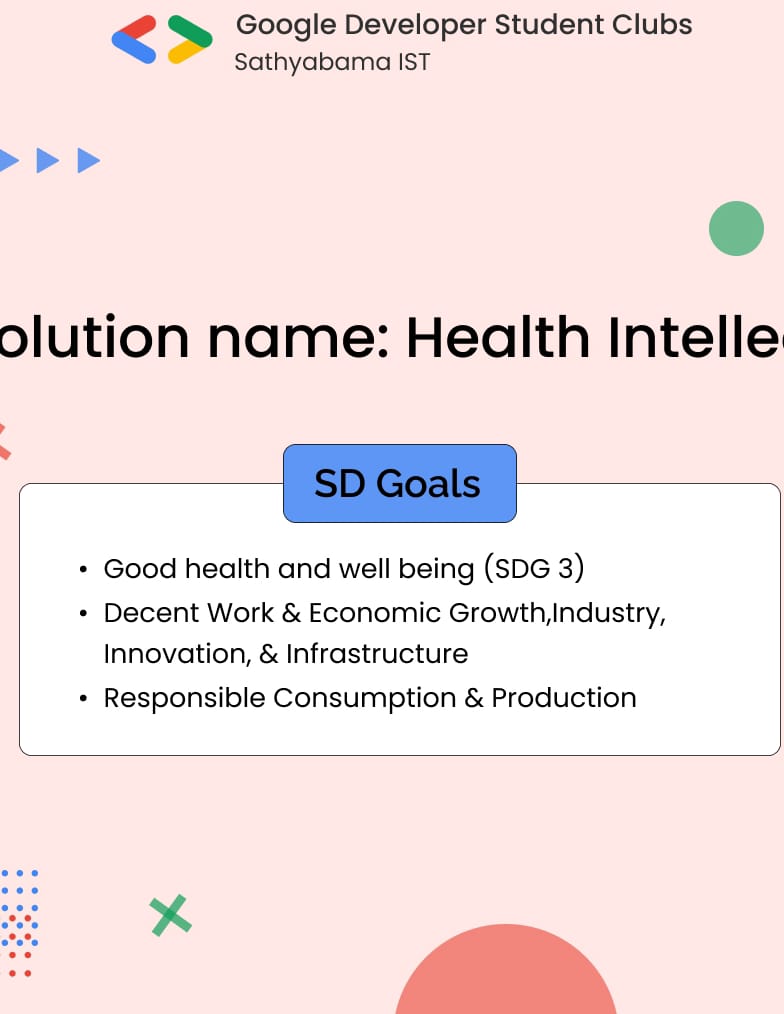 Google Developer Student Clubs
Sathyabama IST
olution name: Health Intelle
SD Goals
• Good health and well being (SDG 3)
• Decent Work & Economic Growth,Industry,
Innovation, & Infrastructure
• Responsible Consumption & Production